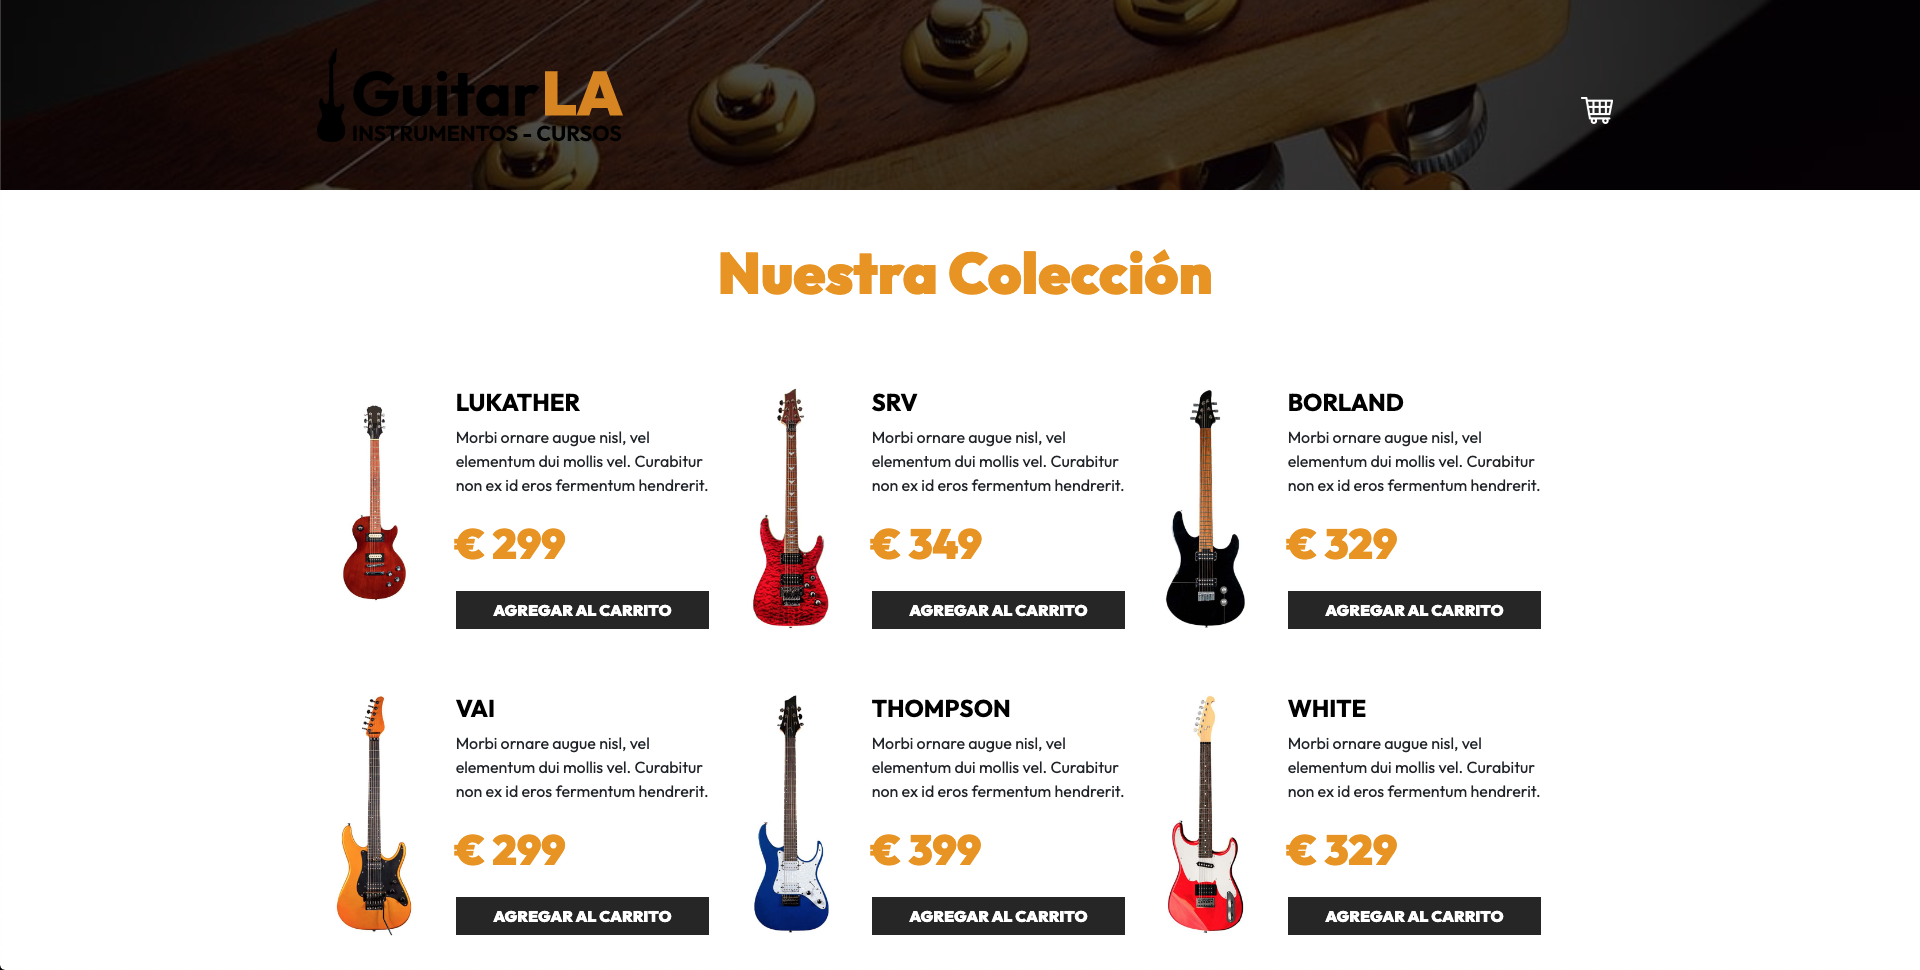 GuitarLA
INSTRUMENTOS - CURSOS
Nuestra Colección
LUKATHER
Morbi ornare augue nisl, vel
elementum dui mollis vel. Curabitur
non ex id eros fermentum hendrerit.
€ 299
AGREGAR AL CARRITO
SRV
Morbi ornare augue nisl, vel
elementum dui mollis vel. Curabitur
non ex id eros fermentum hendrerit.
€ 349
AGREGAR AL CARRITO
BORLAND
Morbi ornare augue nisl, vel
elementum dui mollis vel. Curabitur
non ex id eros fermentum hendrerit.
€ 329
AGREGAR AL CARRITO
VAI
Morbi ornare augue nisl, vel
elementum dui mollis vel. Curabitur
non ex id eros fermentum hendrerit.
€ 299
AGREGAR AL CARRITO
THOMPSON
Morbi ornare augue nisl, vel
elementum dui mollis vel. Curabitur
non ex id eros fermentum hendrerit.
€ 399
AGREGAR AL CARRITO
WHITE
Morbi ornare augue nisl, vel
elementum dui mollis vel. Curabitur
non ex id eros fermentum hendrerit.
€ 329
AGREGAR AL CARRITO